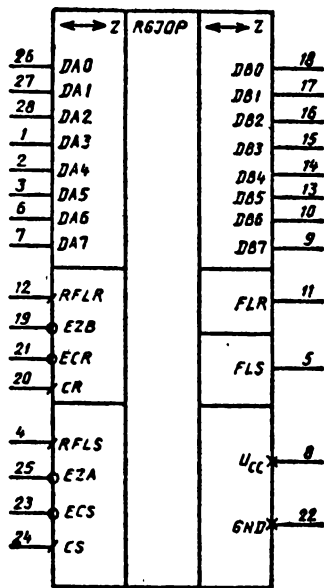 ↔ Z RGIOP ↔ Z
26 DA0 DB0 18
27 DA1 DB1 17
28 DA2 DB2 16
1 DA3 DB3 15
2 DA4 DB4 14
3 DA5 DB5 13
6 DA6 DB6 10
7 DA7 DB7 9
12 RFLR FLR 11
19 EZB
21 ECR FLS 5
20 CR
4 RFLS
25 EZA UCC 8
23 ECS GND 22
24 CS